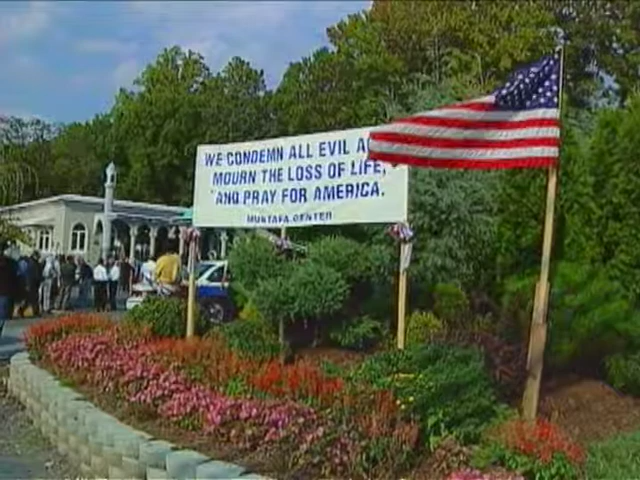 WE CONDEMN ALL EVIL A
MOURN THE LOSS OF LIFE,
AND PRAY FOR AMERICA.
MUSTAFA CENTER